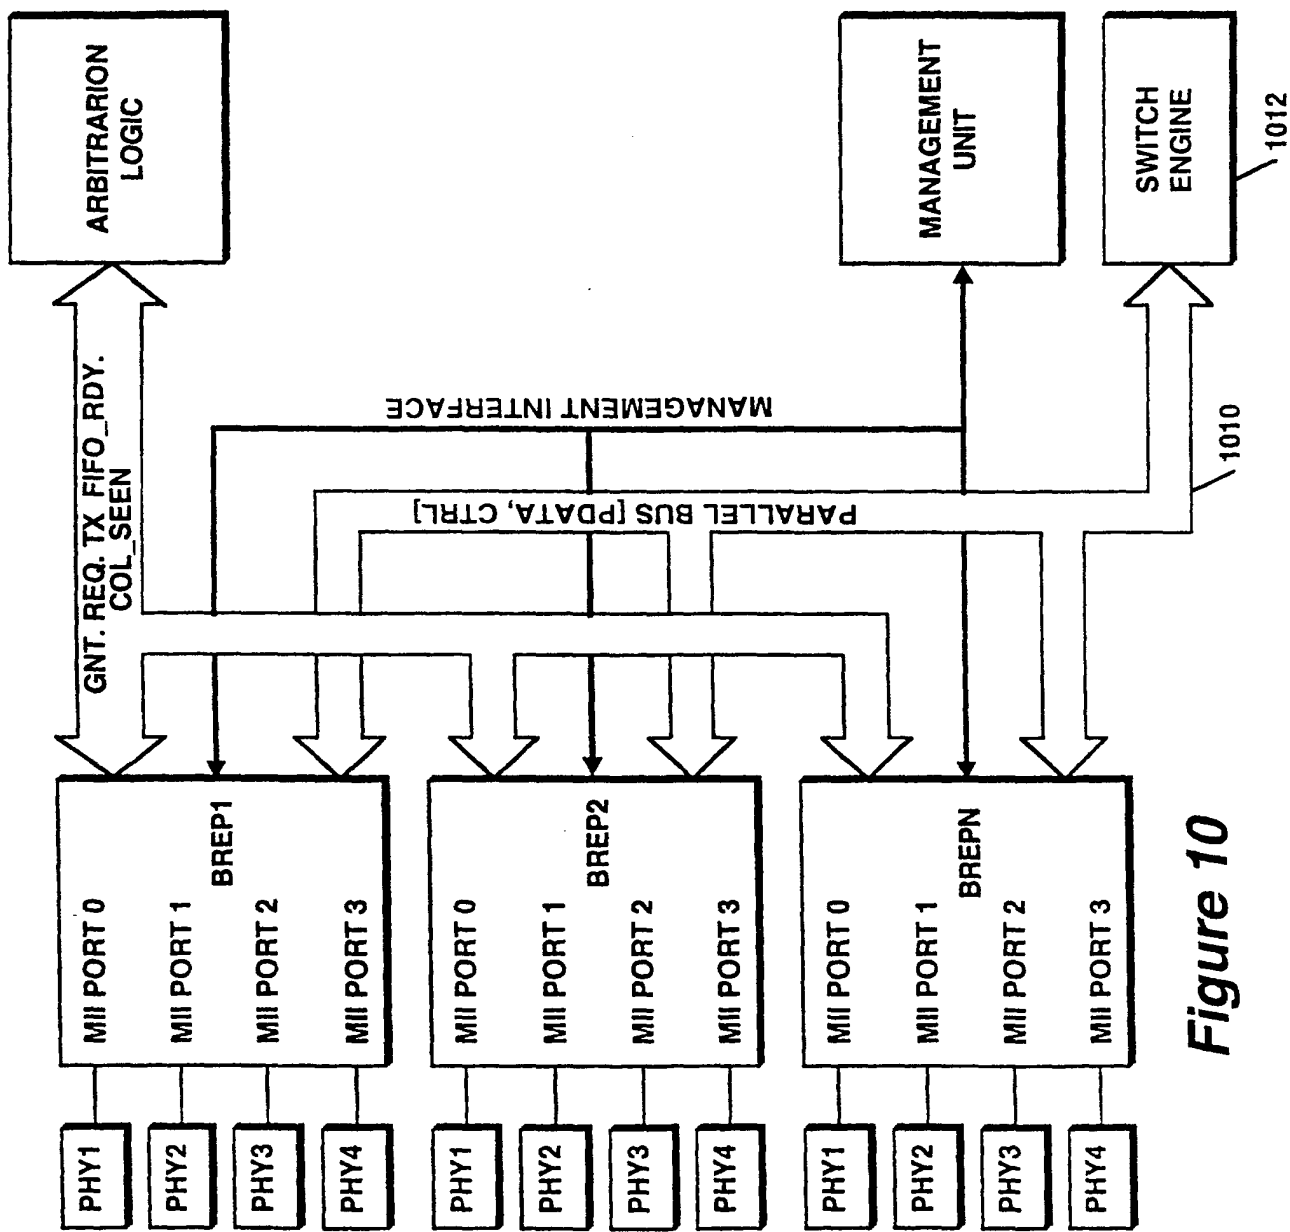 ARBITRARION
LOGIC
MANAGEMENT
UNIT
SWITCH
ENGINE
1012
GNT. REQ. TX FIFO_RDY.
COL_SEEN
MANAGEMENT INTERFACE
PARALLEL BUS [PDATA, CTRL]
1010
BREP1
MII PORT 0
MII PORT 1
MII PORT 2
MII PORT 3
BREP2
MII PORT 0
MII PORT 1
MII PORT 2
MII PORT 3
BREPN
MII PORT 0
MII PORT 1
MII PORT 2
MII PORT 3
PHY1
PHY2
PHY3
PHY4
PHY1
PHY2
PHY3
PHY4
PHY1
PHY2
PHY3
PHY4
Figure 10